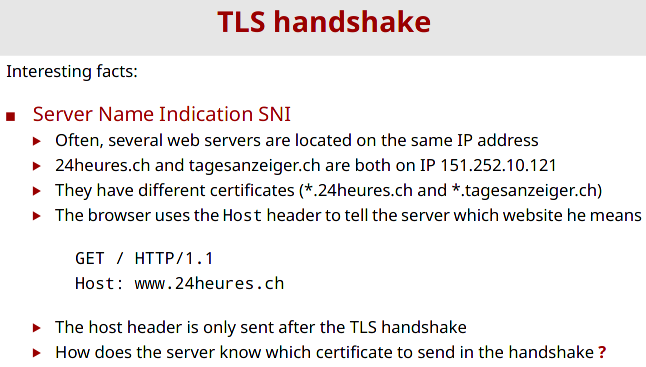 TLS handshake
Interesting facts:
Server Name Indication SNI
Often, several web servers are located on the same IP address
24heures.ch and tagesanzeiger.ch are both on IP 151.252.10.121
They have different certificates (*.24heures.ch and *.tagesanzeiger.ch)
The browser uses the Host header to tell the server which website he means
GET / HTTP/1.1
Host: www.24heures.ch
The host header is only sent after the TLS handshake
How does the server know which certificate to send in the handshake ?